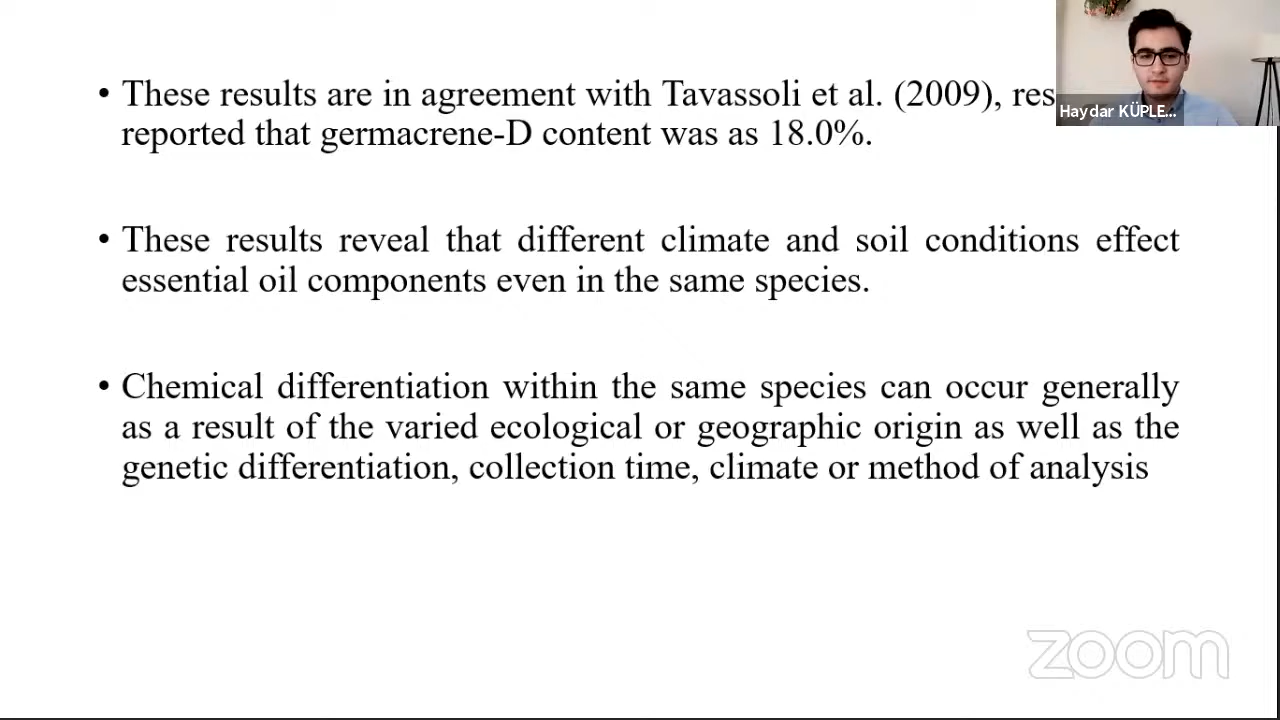 • These results are in agreement with Tavassoli et al. (2009), res
reported that germacrene-D content was as 18.0%.
• These results reveal that different climate and soil conditions effect
essential oil components even in the same species.
• Chemical differentiation within the same species can occur generally
as a result of the varied ecological or geographic origin as well as the
genetic differentiation, collection time, climate or method of analysis
Haydar KÜPLE...
zoom